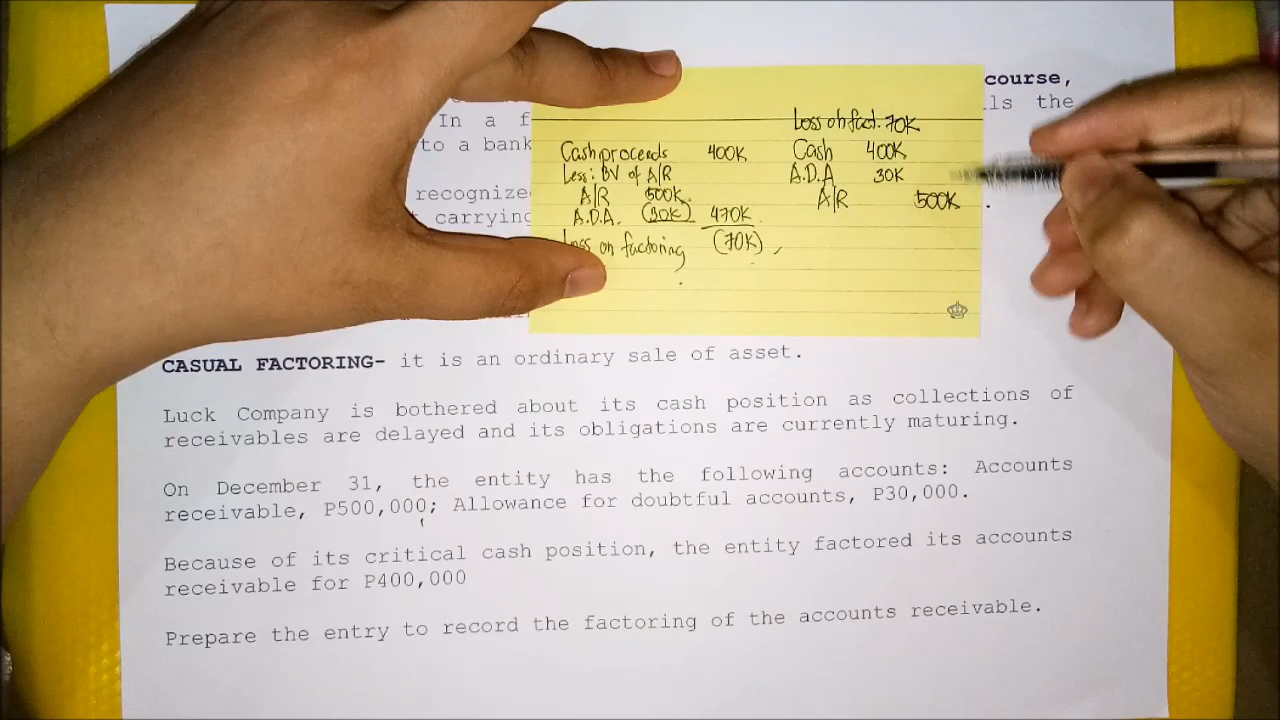 course,
In a f
ls the
to a bank
recognized
carrying
.
Loss on fact. 70K
Cash proceeds 400K
Cash 400K
Less: BV of A/R
A.D.A 30K
A/R 500K
A/R 500K
A.D.A. (30K) 470K
Loss on factoring (70K)
CASUAL FACTORING- it is an ordinary sale of asset.
Luck Company is bothered about its cash position as collections of
receivables are delayed and its obligations are currently maturing.
On December 31, the entity has the following accounts: Accounts
receivable, P500,000; Allowance for doubtful accounts, P30,000.
Because of its critical cash position, the entity factored its accounts
receivable for P400,000
Prepare the entry to record the factoring of the accounts receivable.